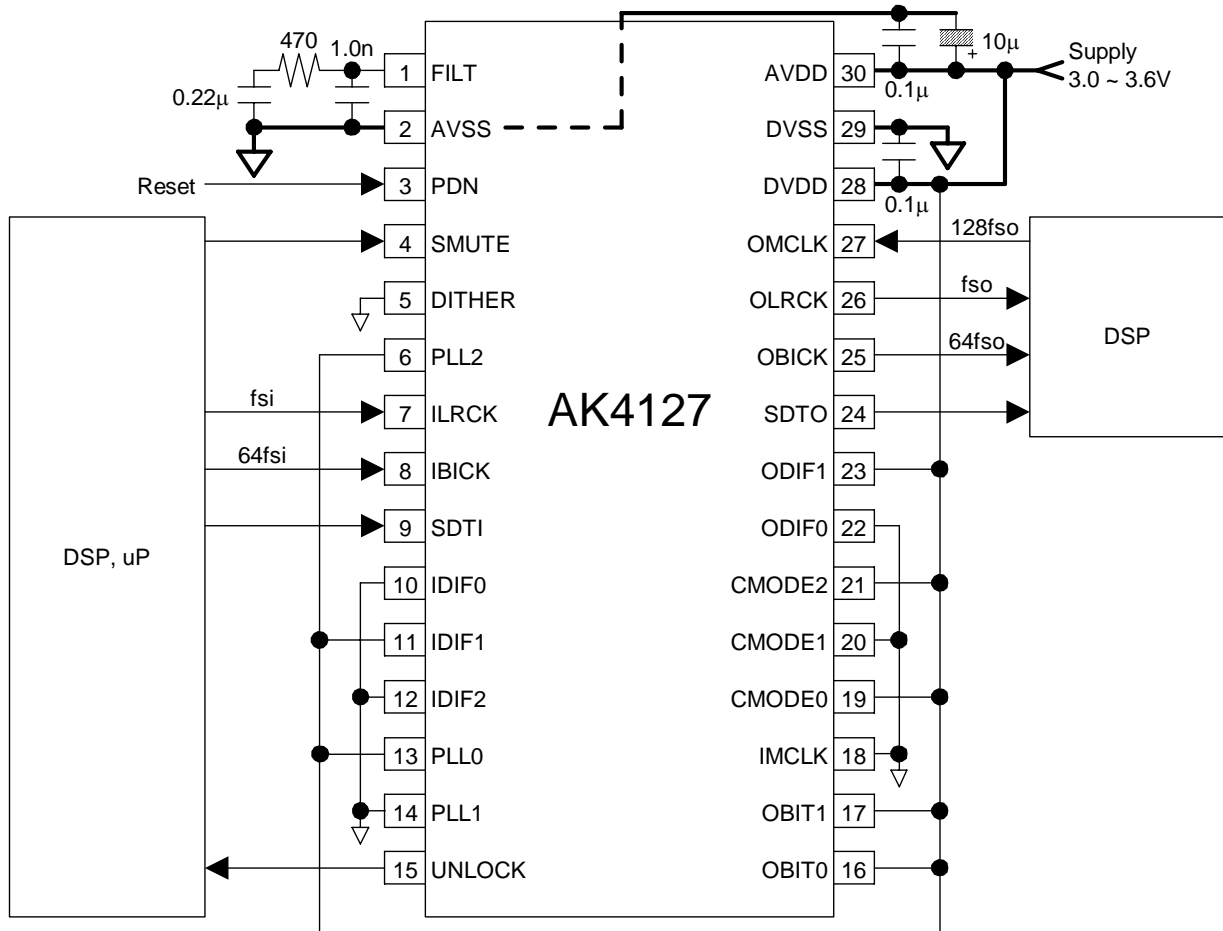 470
1.0n
0.22μ
1 FILT
2 AVSS
Reset
3 PDN
4 SMUTE
5 DITHER
6 PLL2
fsi
7 ILRCK
64fsi
8 IBICK
9 SDTI
DSP, uP
10 IDIF0
11 IDIF1
12 IDIF2
13 PLL0
14 PLL1
15 UNLOCK
AK4127
10μ
+
Supply
3.0 ~ 3.6V
AVDD 30
0.1μ
DVSS 29
DVDD 28
0.1μ
OMCLK 27
128fso
OLRCK 26
fso
DSP
OBICK 25
64fso
SDTO 24
ODIF1 23
ODIF0 22
CMODE2 21
CMODE1 20
CMODE0 19
IMCLK 18
OBIT1 17
OBIT0 16